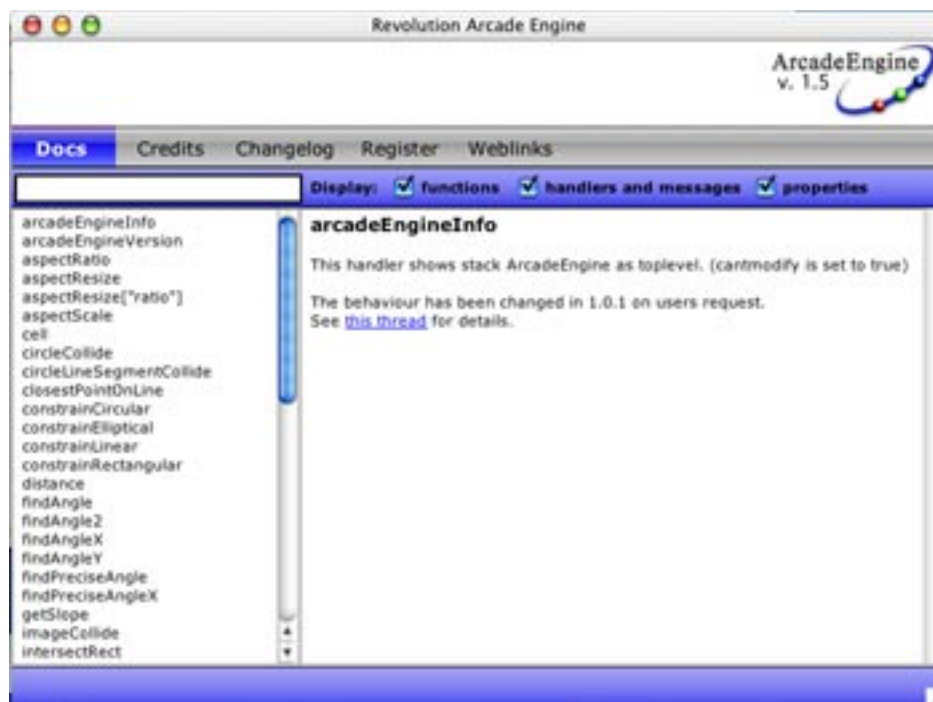 Revolution Arcade Engine
ArcadeEngine
v. 1.5
Docs Credits Changelog Register Weblinks
Display: functions handlers and messages properties
arcadeEngineInfo
arcadeEngineVersion
aspectRatio
aspectResize
aspectResize["ratio"]
aspectScale
cell
circleCollide
circleLineSegmentCollide
closestPointOnLine
constrainCircular
constrainElliptical
constrainLinear
constrainRectangular
distance
findAngle
findAngle2
findAngleX
findAngleY
findPreciseAngle
findPreciseAngleX
getSlope
imageCollide
intersectRect
arcadeEngineInfo
This handler shows stack ArcadeEngine as toplevel. (cantmodify is set to true)
The behaviour has been changed in 1.0.1 on users request.
See this thread for details.